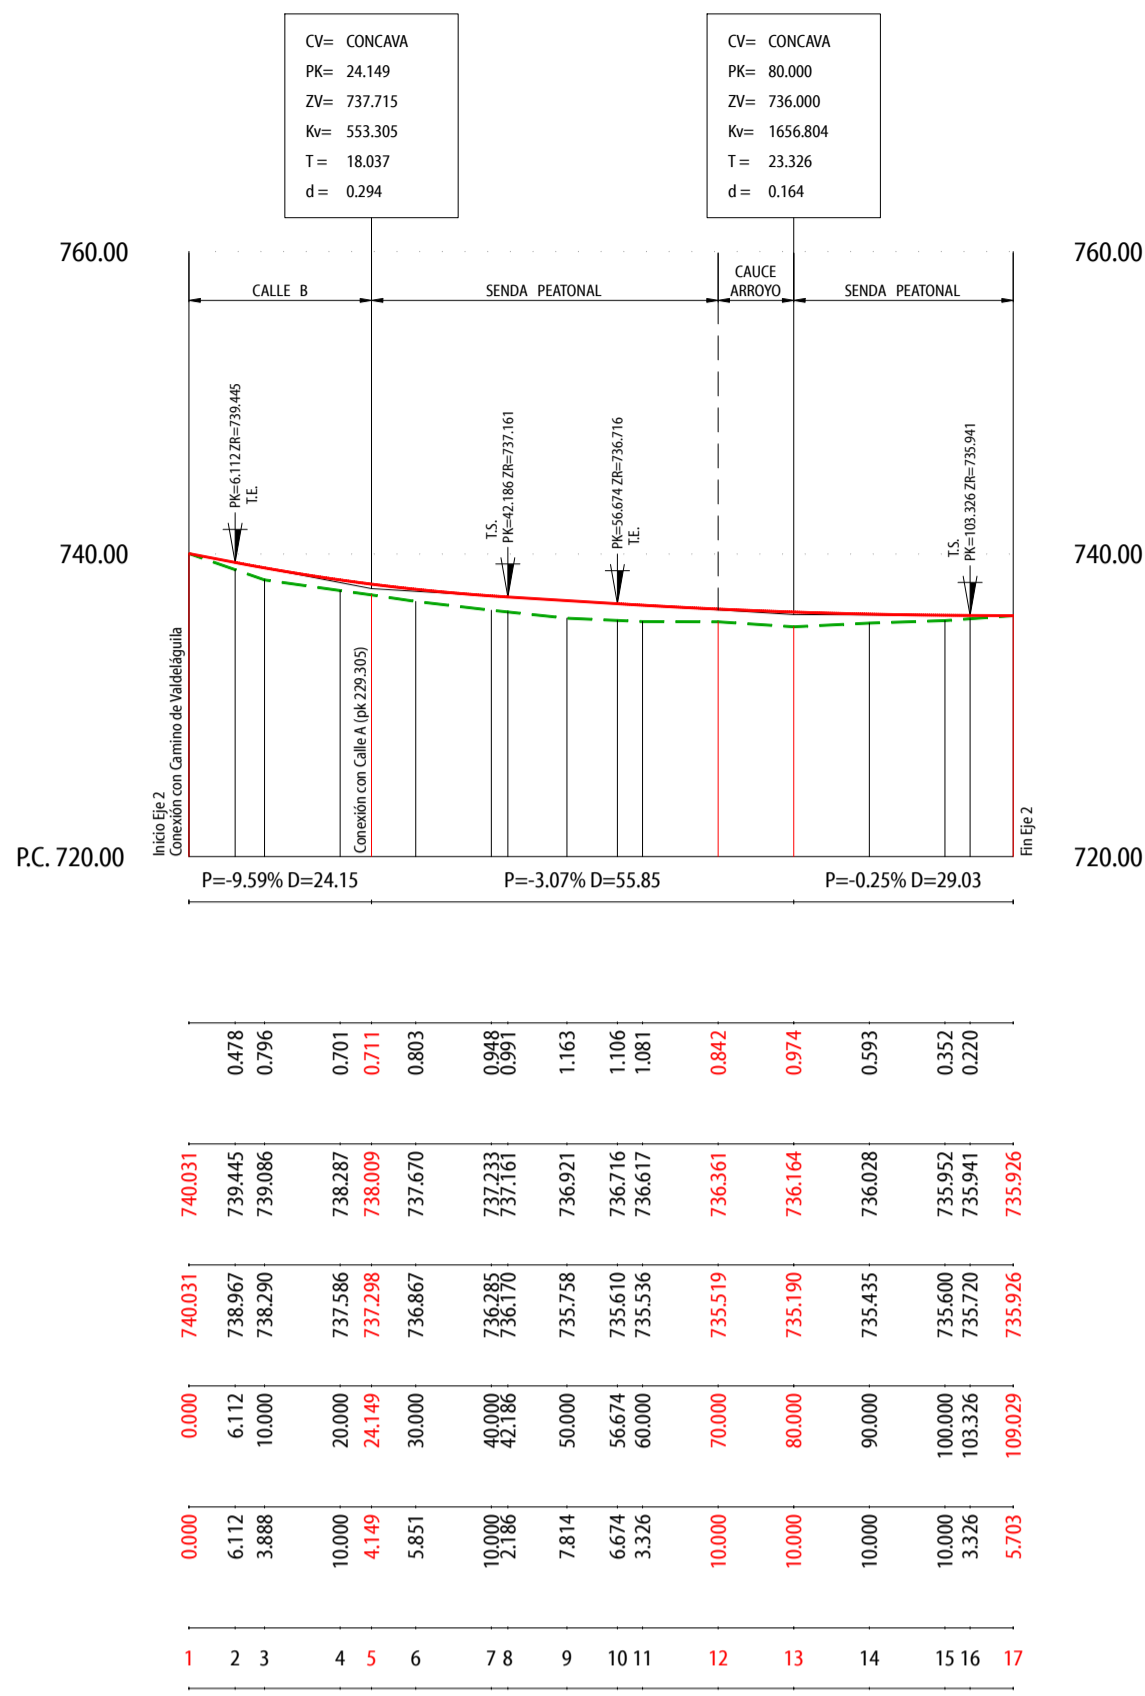 CV= CONCAVA
PK= 24.149
ZV= 737.715
Kv= 553.305
T = 18.037
d = 0.294
CV= CONCAVA
PK= 80.000
ZV= 736.000
Kv= 1656.804
T = 23.326
d = 0.164
760.00
760.00
CALLE B
SENDA PEATONAL
CAUCE
ARROYO
SENDA PEATONAL
PK=6.112 ZR=739.445
T.E.
T.S.
PK=42.186 ZR=737.161
PK=56.674 ZR=736.716
T.E.
T.S.
PK=103.326 ZR=735.941
740.00
740.00
Inicio Eje 2
Conexión con Camino de Valdeláguila
Conexión con Calle A (pk 229.305)
Fin Eje 2
P.C. 720.00
720.00
P=-9.59% D=24.15
P=-3.07% D=55.85
P=-0.25% D=29.03
0.478 0.796 0.701 0.711 0.803 0.948 0.991 1.163 1.106 1.081 0.842 0.974 0.593 0.352 0.220
740.031 739.445 739.086 738.287 738.009 737.670 737.233 737.161 736.921 736.716 736.617 736.361 736.164 736.028 735.952 735.941 735.926
740.031 738.967 738.290 737.586 737.298 736.867 736.285 736.170 735.758 735.610 735.536 735.519 735.190 735.435 735.600 735.720 735.926
0.000 6.112 10.000 20.000 24.149 30.000 40.000 42.186 50.000 56.674 60.000 70.000 80.000 90.000 100.000 103.326 109.029
0.000 6.112 3.888 10.000 4.149 5.851 10.000 2.186 7.814 6.674 3.326 10.000 10.000 10.000 10.000 3.326 5.703
1 2 3 4 5 6 7 8 9 10 11 12 13 14 15 16 17